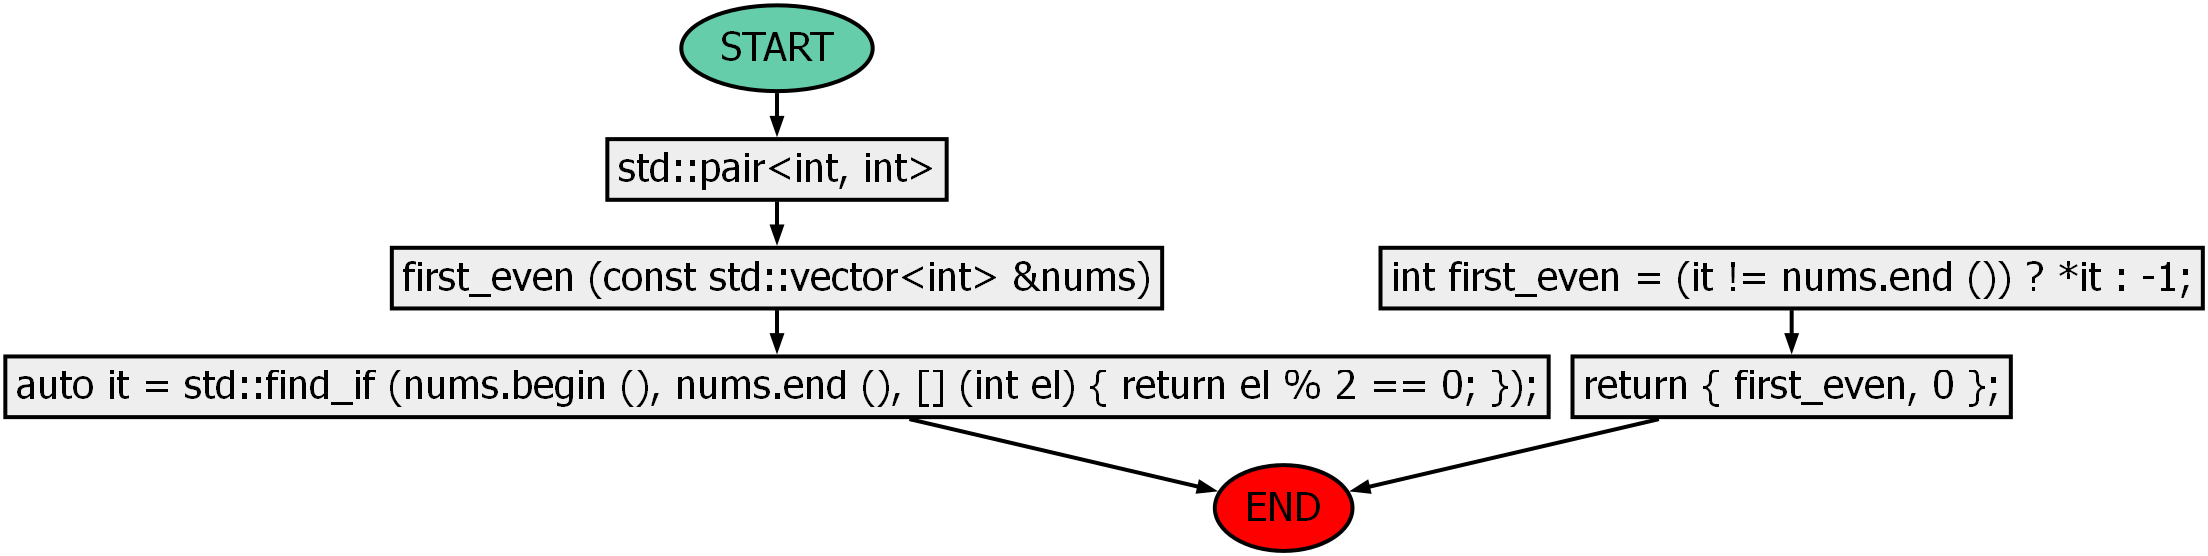 START
std::pair<int, int>
first_even (const std::vector<int> &nums)
int first_even = (it != nums.end ()) ? *it : -1;
auto it = std::find_if (nums.begin (), nums.end (), [] (int el) { return el % 2 == 0; });
return { first_even, 0 };
END